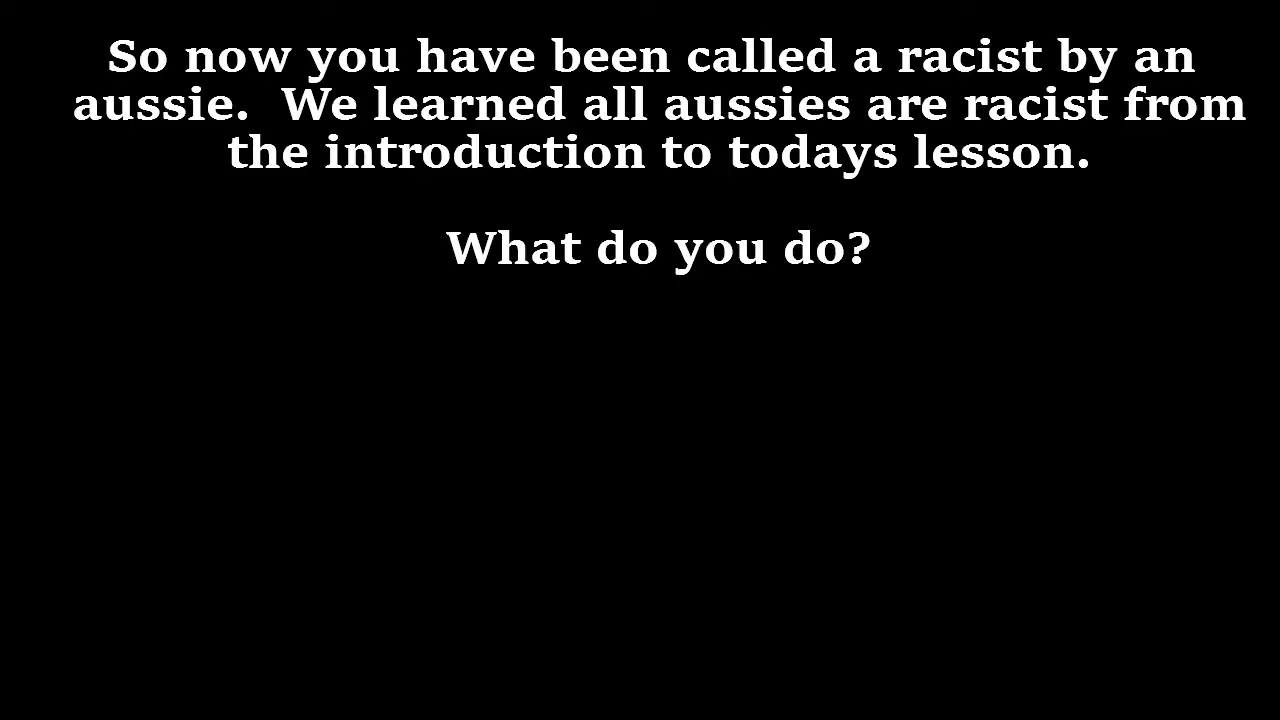 So now you have been called a racist by an
aussie.  We learned all aussies are racist from
the introduction to todays lesson.
What do you do?